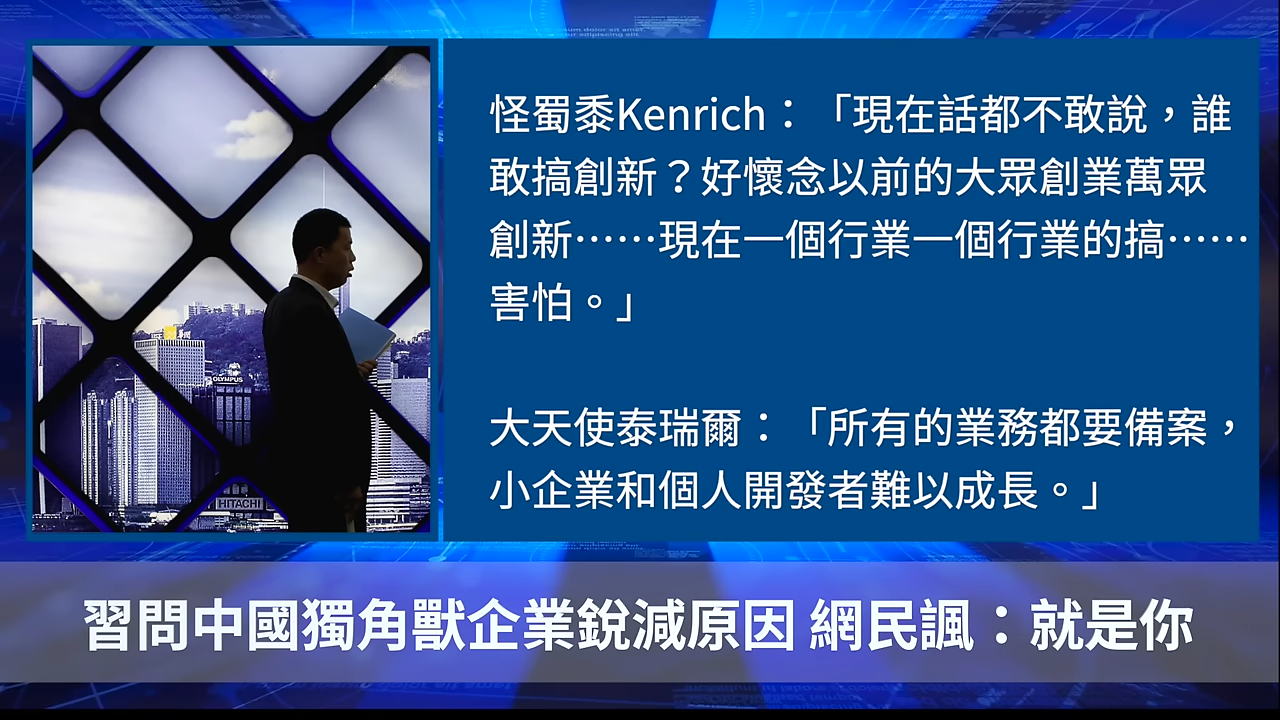 怪蜀黍Kenrich：「現在話都不敢說，誰
敢搞創新？好懷念以前的大眾創業萬眾
創新……現在一個行業一個行業的搞……
害怕。」
大天使泰瑞爾：「所有的業務都要備案，
小企業和個人開發者難以成長。」
OLYMPUS
HITACHI
習問中國獨角獸企業銳減原因 網民諷：就是你